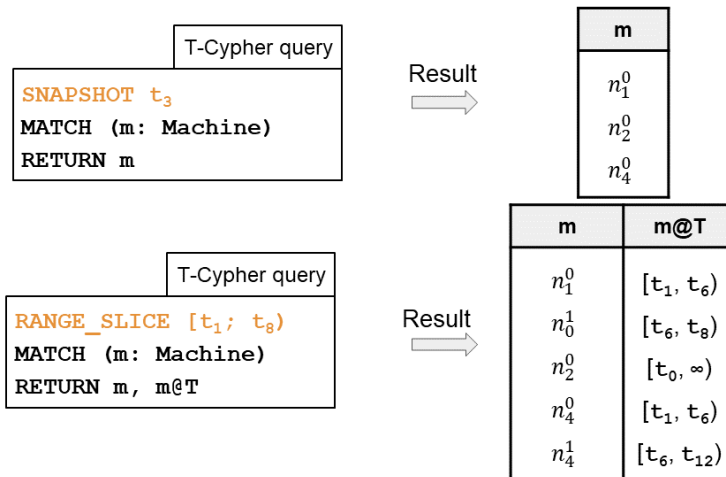 T-Cypher query
SNAPSHOT t₃
MATCH (m: Machine)
RETURN m
Result
m
n₁⁰
n₂⁰
n₄⁰
T-Cypher query
RANGE_SLICE [t₁; t₈)
MATCH (m: Machine)
RETURN m, m@T
Result
m m@T
n₁⁰ [t₁, t₆)
n₀¹ [t₆, t₈)
n₂⁰ [t₀, ∞)
n₄⁰ [t₁, t₆)
n₄¹ [t₆, t₁₂)